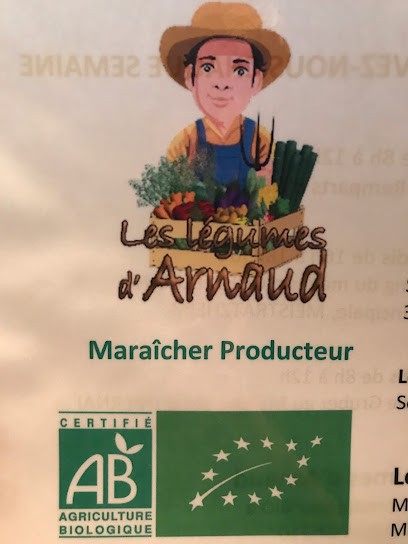 Les légumes
d'Arnaud
Maraîcher Producteur
CERTIFIÉ
AB
AGRICULTURE
BIOLOGIQUE